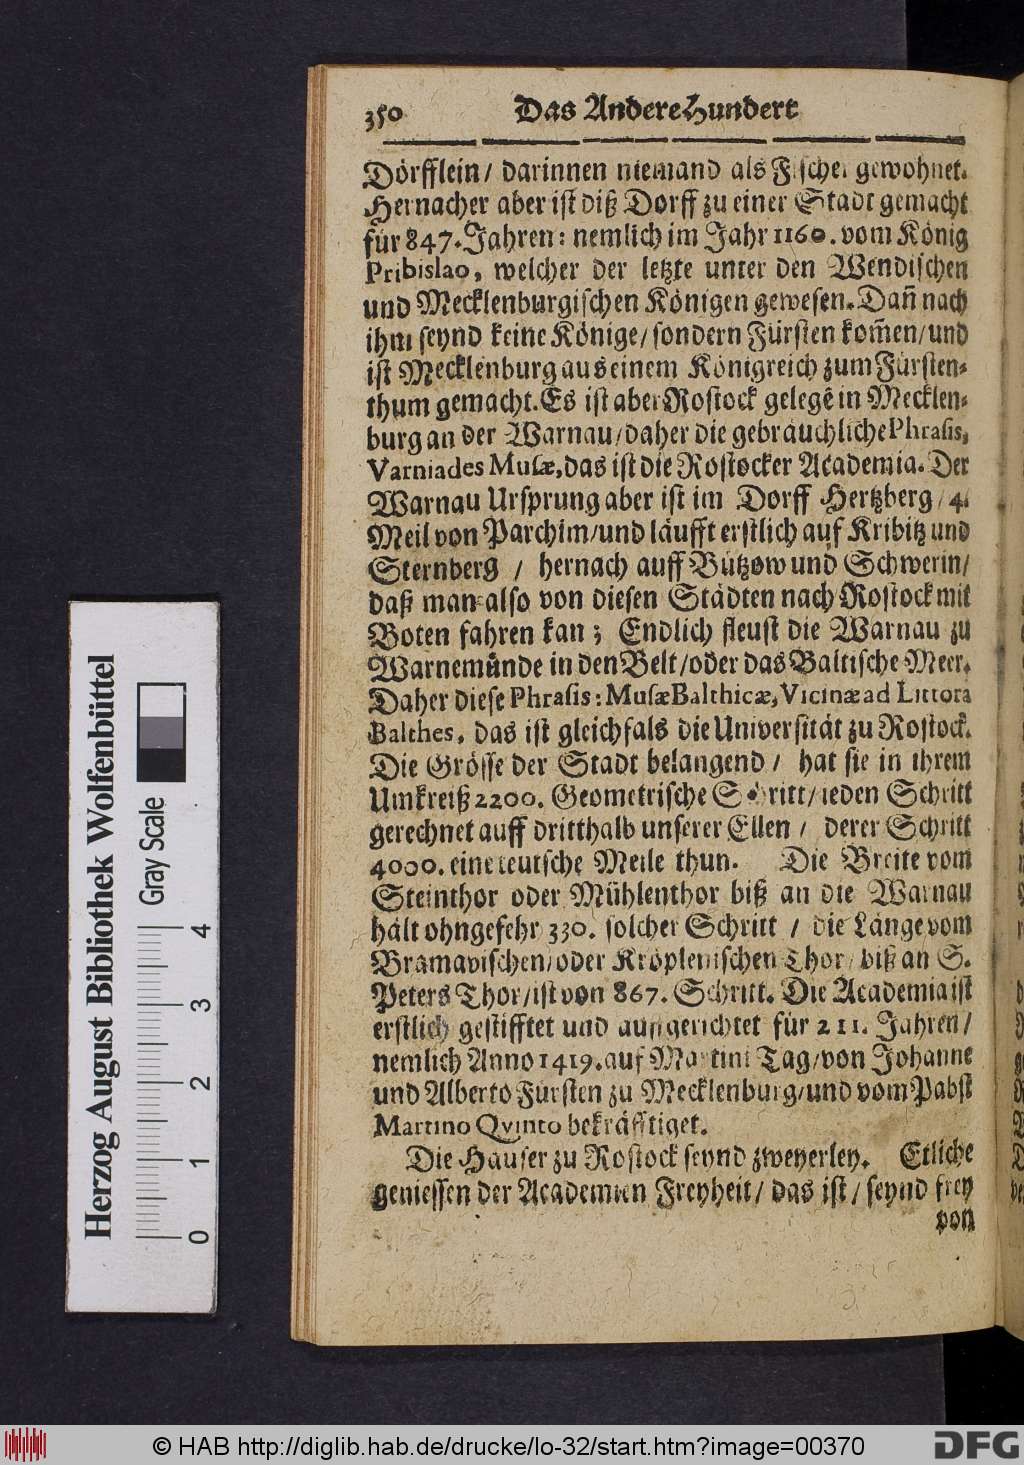 350 Das Andere Hundert
Dörfflein / darinnen niemand als Fischer gewohnet.
Hernacher aber ist diß Dorff zu einer Stadt gemacht
für 847. Jahren: nemlich im Jahr 1160. vom König
Pribislao, welcher der letzte unter den Wendischen
und Mecklenburgischen Königen gewesen. Dañ nach
ihm seynd keine Könige / sondern Fürsten kom̃en / und
ist Mecklenburg aus einem Königreich zum Fürsten-
thum gemacht. Es ist aber Rostock gelegẽ in Mecklen-
burg an der Warnau / daher die gebräuchliche Phrasis,
Varniades Musæ, das ist die Rostocker Academia. Der
Warnau Ursprung aber ist im Dorff Hertzberg / 4.
Meil von Parchim / und läufft erstlich auf Kribitz und
Sternberg / hernach auff Bützow und Schwerin /
daß man also von diesen Städten nach Rostock mit
Boten fahren kan; Endlich fleust die Warnau zu
Warnemünde in den Belt / oder das Baltische Meer.
Daher diese Phrasis: Musæ Balthicæ, Vicinæ ad Littora
Balthes, das ist gleichfals die Universität zu Rostock.
Die Grösse der Stadt belangend / hat sie in ihrem
Umkreiß 2200. Geometrische Schritt / ieden Schritt
gerechnet auff dritthalb unserer Ellen / derer Schritt
4000. eine teutsche Meile thun. Die Breite vom
Steinthor oder Mühlenthor biß an die Warnau
hält ohngefehr 330. solcher Schritt / die Länge vom
Bramavischen / oder Kröplenischen Thor / biß an S.
Peters Thor / ist von 867. Schritt. Die Academia ist
erstlich gestifftet und auffgerichtet für 211. Jahren /
nemlich Anno 1419. auf Martini Tag / von Johanne
und Alberto Fürsten zu Mecklenburg / und vom Pabst
Martino Qvinto bekräfftiget.
Die Häuser zu Rostock seynd zweyerley. Etliche
geniessen der Academien Freyheit / das ist / seynd frey
von
Herzog August Bibliothek Wolfenbüttel
Gray Scale
0 1 2 3 4
© HAB http://diglib.hab.de/drucke/lo-32/start.htm?image=00370
DFG